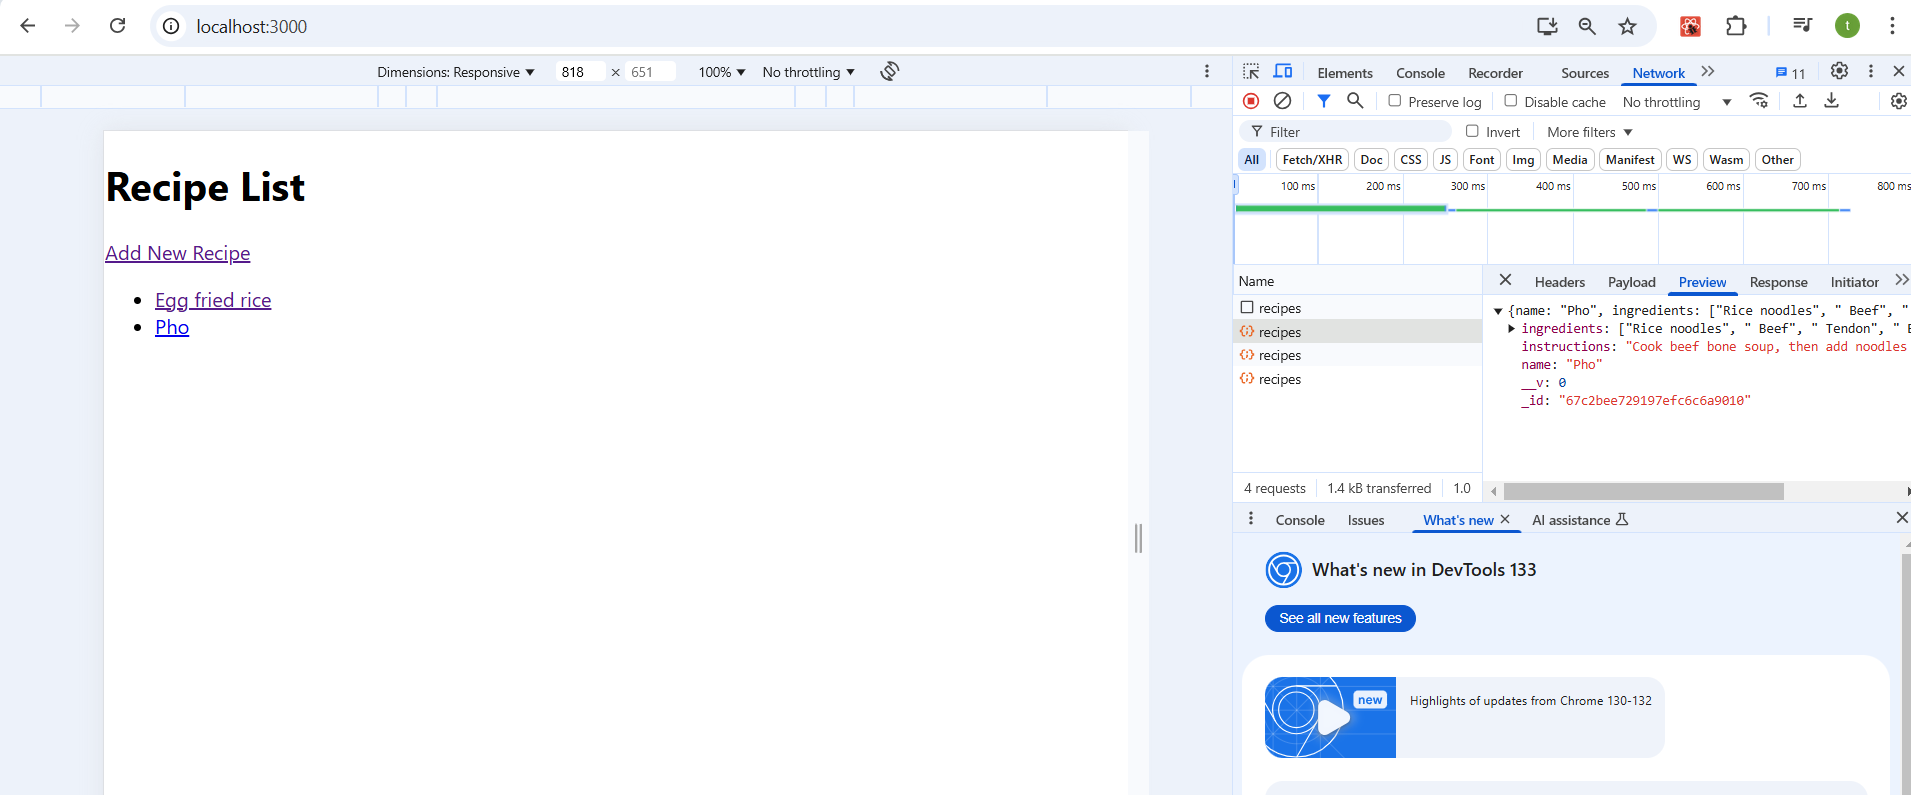 localhost:3000
t
Dimensions: Responsive 818 × 651 100% No throttling
Elements Console Recorder Sources Network 11
Preserve log Disable cache No throttling
Filter Invert More filters
All Fetch/XHR Doc CSS JS Font Img Media Manifest WS Wasm Other
100 ms 200 ms 300 ms 400 ms 500 ms 600 ms 700 ms 800 ms
Recipe List
Add New Recipe
Egg fried rice
Pho
Name
recipes
recipes
recipes
recipes
4 requests 1.4 kB transferred 1.0
Headers Payload Preview Response Initiator
{name: "Pho", ingredients: ["Rice noodles", " Beef", "
ingredients: ["Rice noodles", " Beef", " Tendon", "
instructions: "Cook beef bone soup, then add noodles
name: "Pho"
__v: 0
_id: "67c2bee729197efc6c6a9010"
Console Issues What's new AI assistance
What's new in DevTools 133
See all new features
new
Highlights of updates from Chrome 130-132